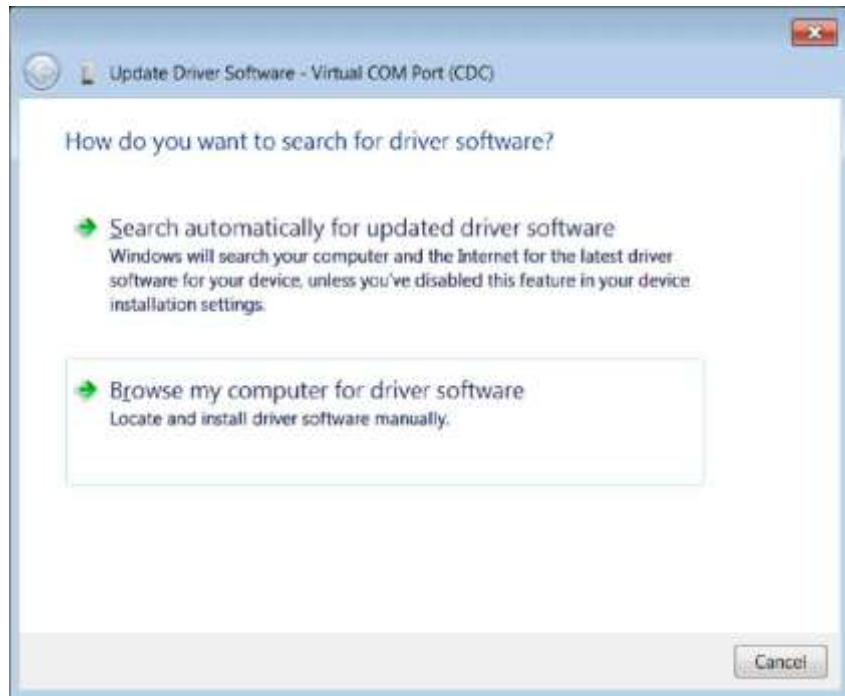 Update Driver Software - Virtual COM Port (CDC)
How do you want to search for driver software?
Search automatically for updated driver software
Windows will search your computer and the Internet for the latest driver
software for your device, unless you've disabled this feature in your device
installation settings.
Browse my computer for driver software
Locate and install driver software manually.
Cancel